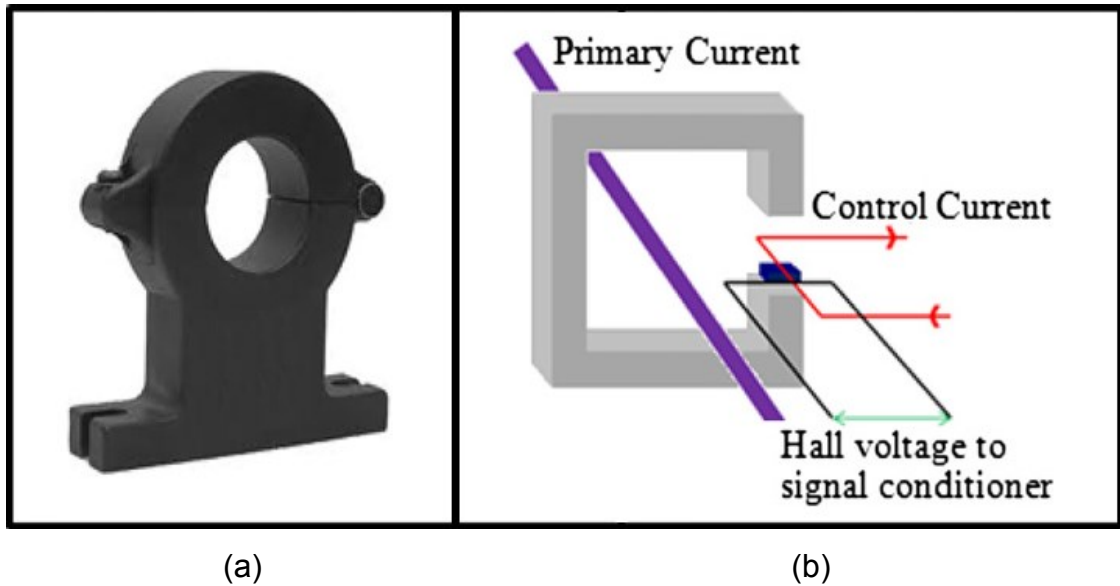 Primary Current
Control Current
Hall voltage to
signal conditioner
(a)
(b)